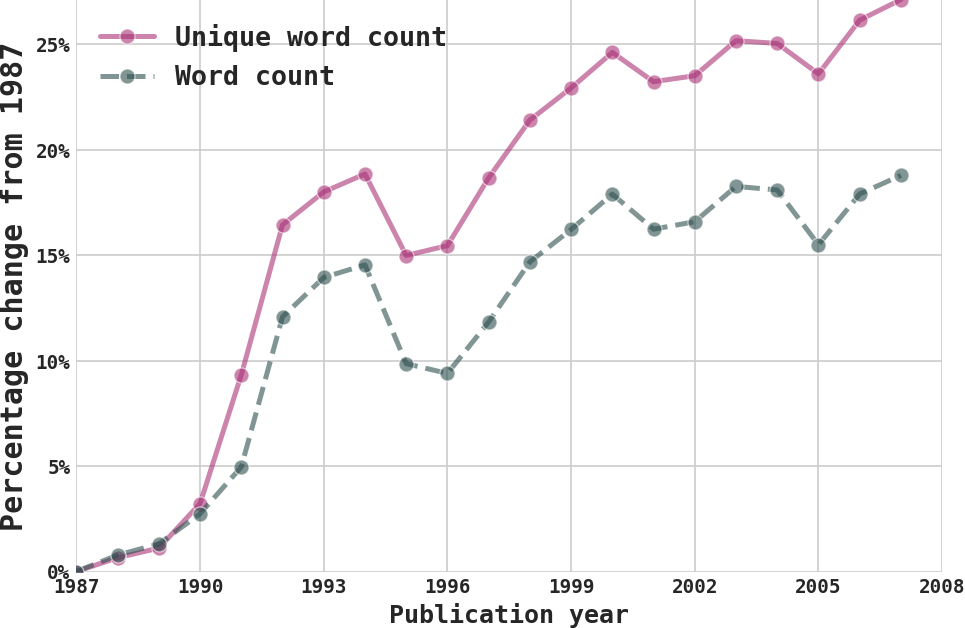 Unique word count
Word count
Percentage change from 1987
25%
20%
15%
10%
5%
0%
1987 1990 1993 1996 1999 2002 2005 2008
Publication year